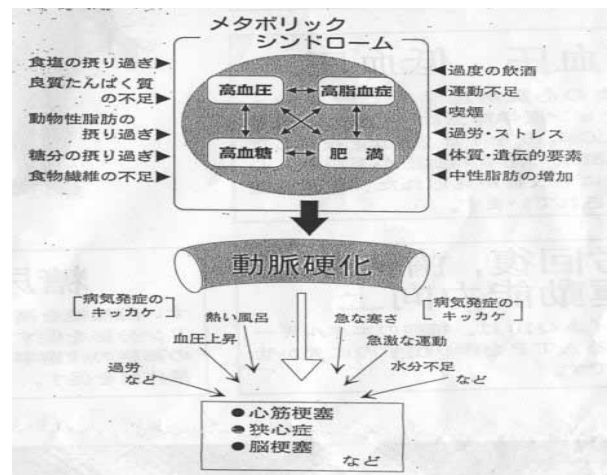 メタボリック
シンドローム
食塩の摂り過ぎ▶
良質たんぱく質
の不足▶
動物性脂肪の
摂り過ぎ▶
糖分の摂り過ぎ▶
食物繊維の不足▶
高血圧
高脂血症
高血糖
肥 満
◀過度の飲酒
◀運動不足
◀喫煙
◀過労・ストレス
◀体質・遺伝的要素
◀中性脂肪の増加
動脈硬化
病気発症の
キッカケ
熱い風呂
血圧上昇
過労
など
病気発症の
キッカケ
急な寒さ
急激な運動
水分不足
など
●心筋梗塞
●狭心症
●脳梗塞
など